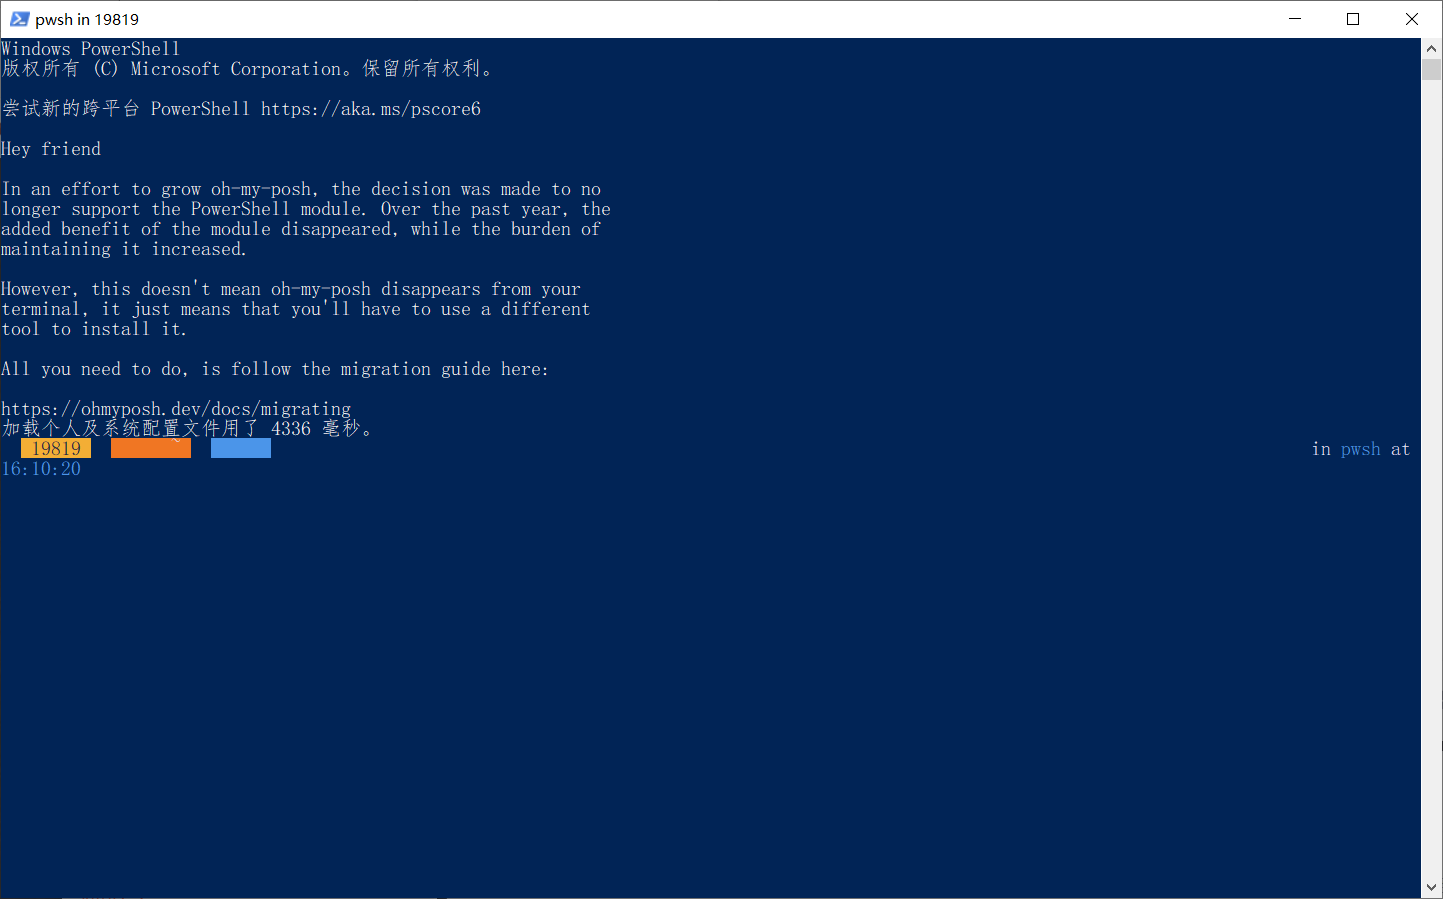 pwsh in 19819
Windows PowerShell
版权所有 (C) Microsoft Corporation。保留所有权利。
尝试新的跨平台 PowerShell https://aka.ms/pscore6
Hey friend
In an effort to grow oh-my-posh, the decision was made to no
longer support the PowerShell module. Over the past year, the
added benefit of the module disappeared, while the burden of
maintaining it increased.
However, this doesn't mean oh-my-posh disappears from your
terminal, it just means that you'll have to use a different
tool to install it.
All you need to do, is follow the migration guide here:
https://ohmyposh.dev/docs/migrating
加载个人及系统配置文件用了 4336 毫秒。
19819 ~ in pwsh at
16:10:20